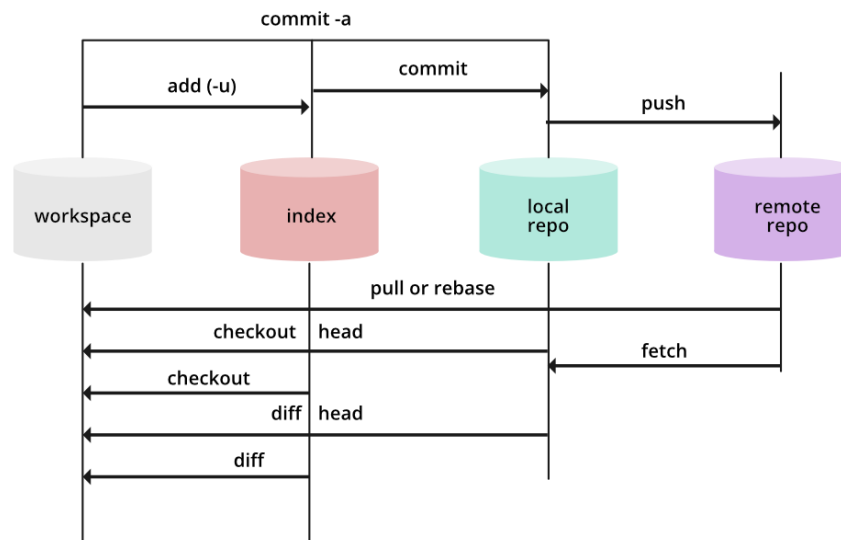 commit -a
commit
add (-u)
push
workspace
index
local
repo
remote
repo
pull or rebase
checkout head
fetch
checkout
diff head
diff